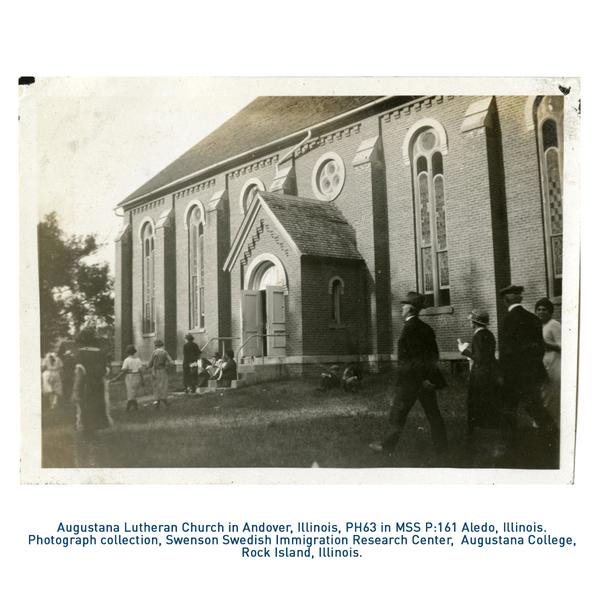 Augustana Lutheran Church in Andover, Illinois, PH63 in MSS P:161 Aledo, Illinois.
Photograph collection, Swenson Swedish Immigration Research Center,  Augustana College,
Rock Island, Illinois.